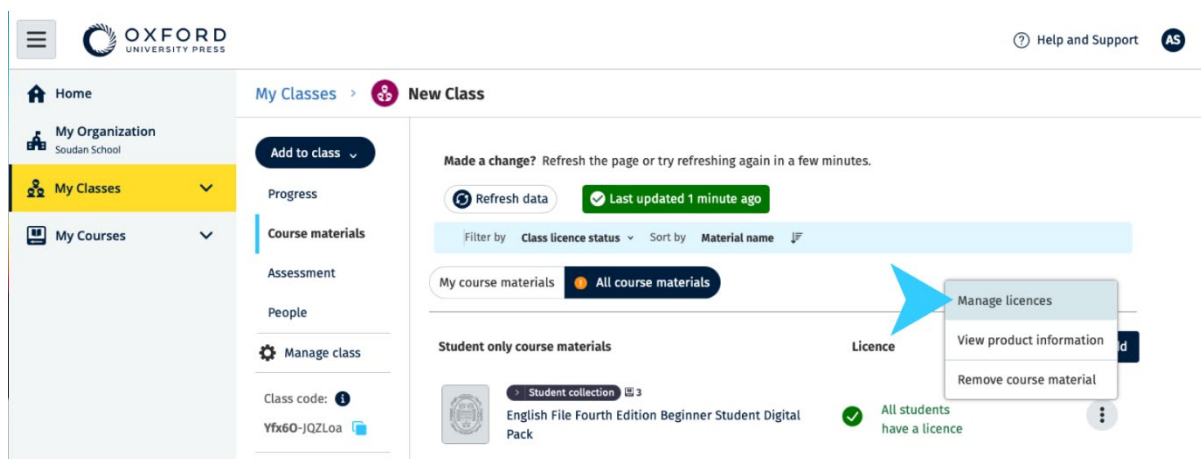 OXFORD
UNIVERSITY PRESS
Help and Support
AS
Home
My Organization
Soudan School
My Classes
My Courses
My Classes > New Class
Add to class
Progress
Course materials
Assessment
People
Manage class
Class code:
Yfx6O-JQZLoa
Made a change? Refresh the page or try refreshing again in a few minutes.
Refresh data
Last updated 1 minute ago
Filter by Class licence status Sort by Material name
My course materials
All course materials
Manage licences
View product information
Remove course material
Student only course materials
Licence
Student collection 3
English File Fourth Edition Beginner Student Digital
Pack
All students
have a licence